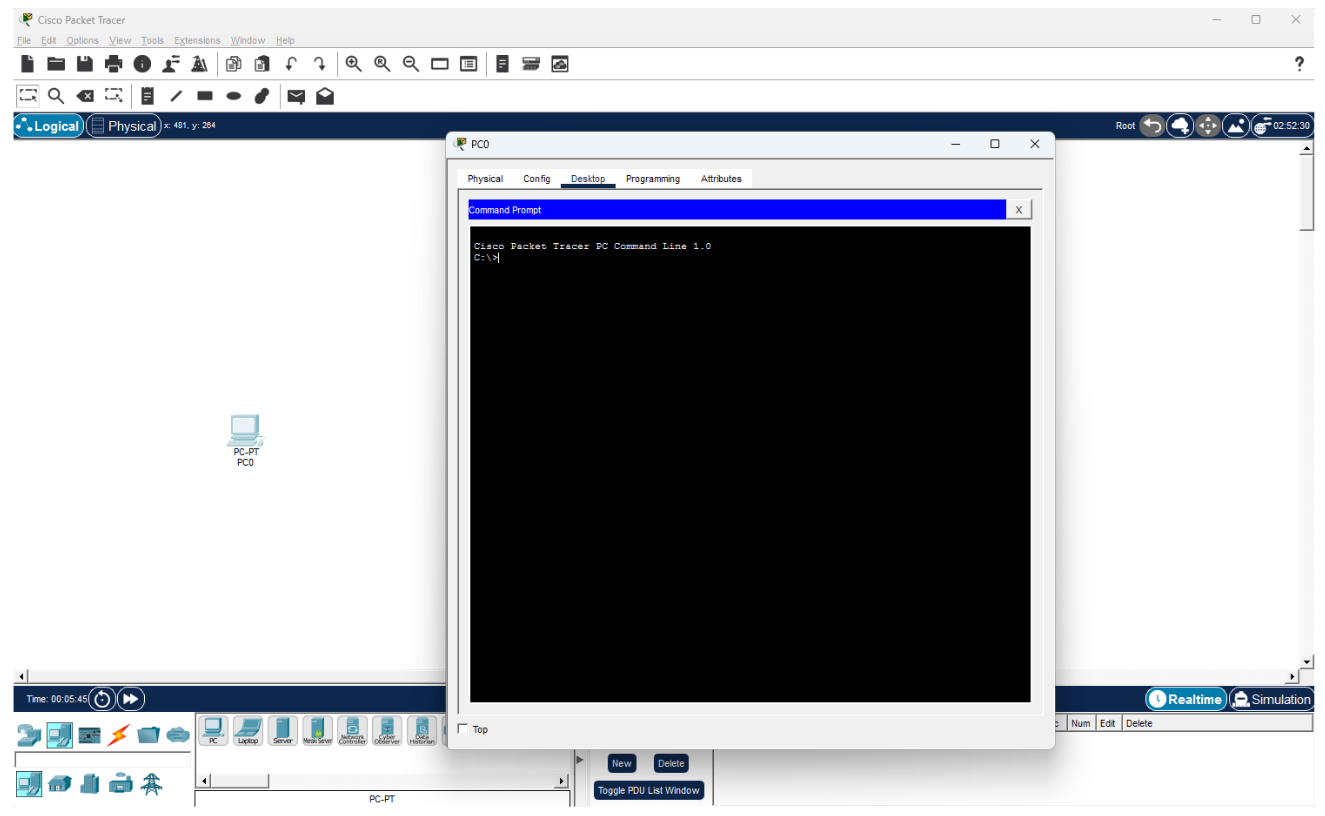 Cisco Packet Tracer
File Edit Options View Tools Extensions Window Help
?
Logical Physical x: 481, y: 264
Root 02:52:30
PC0
Physical Config Desktop Programming Attributes
Command Prompt X
Cisco Packet Tracer PC Command Line 1.0
C:\>
PC-PT
PC0
Time: 00:05:45
Realtime Simulation
Top
c Num Edit Delete
PC Laptop Server Meraki Server Network Controller Cyber Observer Data Historian
New Delete
Toggle PDU List Window
PC-PT